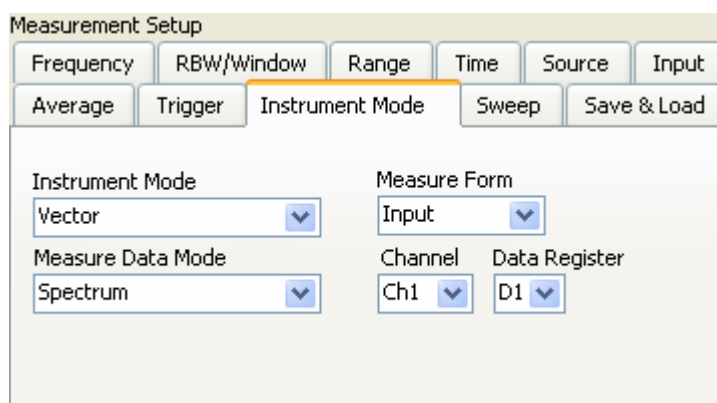 Measurement Setup
Frequency RBW/Window Range Time Source Input
Average Trigger Instrument Mode Sweep Save & Load
Instrument Mode Measure Form
Vector Input
Measure Data Mode Channel Data Register
Spectrum Ch1 D1